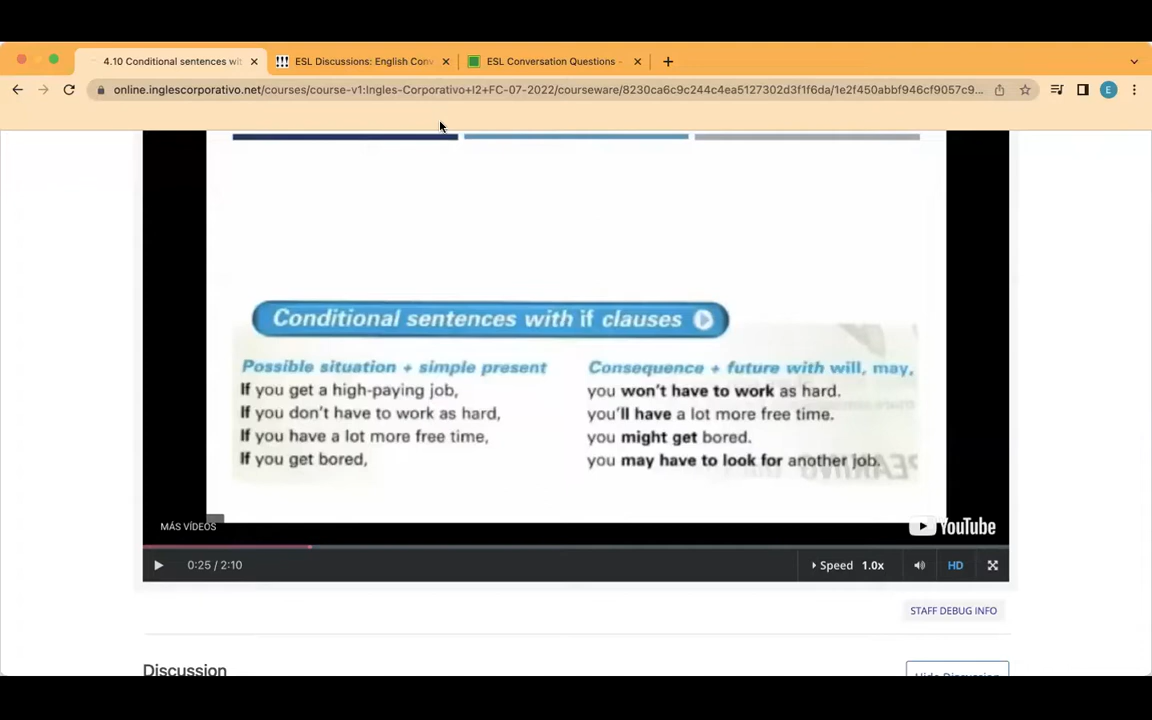 4.10 Conditional sentences wit
ESL Discussions: English Conv
ESL Conversation Questions -
online.inglescorporativo.net/courses/course-v1:Ingles-Corporativo+I2+FC-07-2022/courseware/8230ca6c9c244c4ea5127302d3f1f6da/1e2f450abbf946cf9057c9...
E
Conditional sentences with if clauses
Possible situation + simple present
Consequence + future with will, may,
If you get a high-paying job,
you won't have to work as hard.
If you don't have to work as hard,
you'll have a lot more free time.
If you have a lot more free time,
you might get bored.
If you get bored,
you may have to look for another job.
MÁS VÍDEOS
YouTube
0:25 / 2:10
Speed 1.0x
HD
STAFF DEBUG INFO
Discussion
Hide Discussion